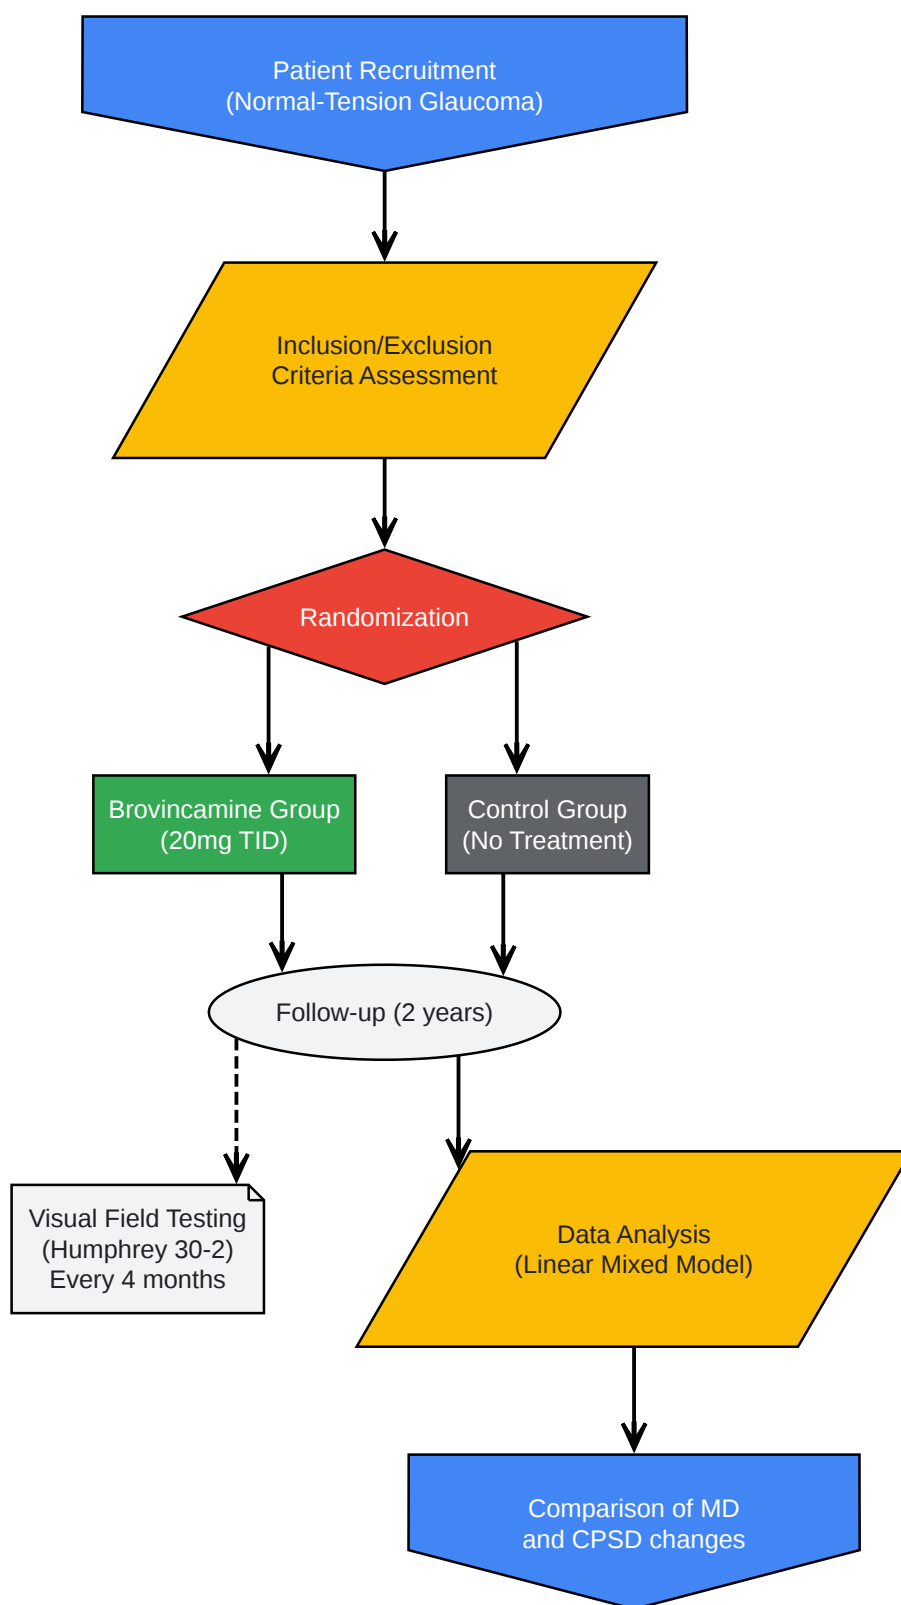 Patient Recruitment
(Normal-Tension Glaucoma)
Inclusion/Exclusion
Criteria Assessment
Randomization
Brovincamine Group
(20mg TID)
Control Group
(No Treatment)
Follow-up (2 years)
Visual Field Testing
(Humphrey 30-2)
Every 4 months
Data Analysis
(Linear Mixed Model)
Comparison of MD
and CPSD changes